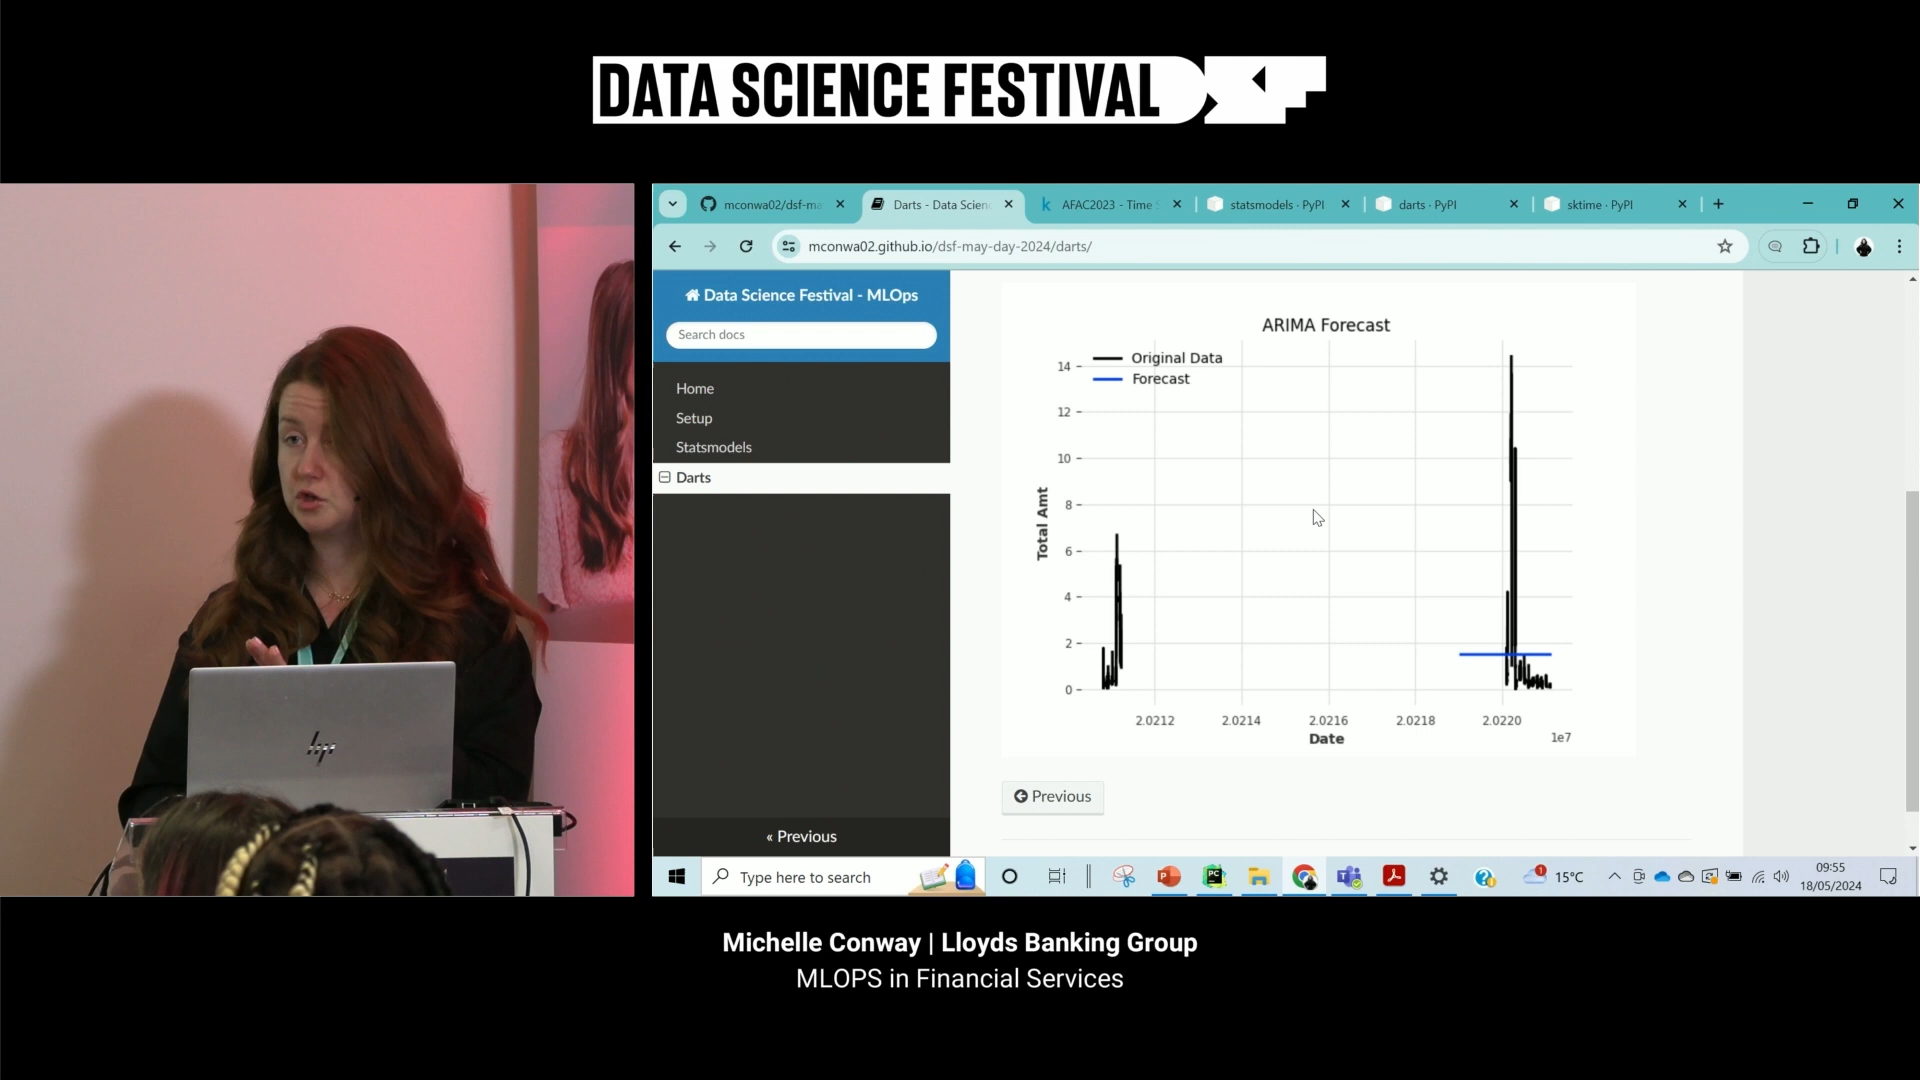 DATA SCIENCE FESTIVAL
mconwa02/dsf-ma
Darts - Data Scien
AFAC2023 - Time S
statsmodels · PyPI
darts · PyPI
sktime · PyPI
mconwa02.github.io/dsf-may-day-2024/darts/
Data Science Festival - MLOps
Search docs
Home
Setup
Statsmodels
Darts
« Previous
ARIMA Forecast
Original Data
Forecast
14
12
10
8
6
4
2
0
Total Amt
2.0212
2.0214
2.0216
2.0218
2.0220
1e7
Date
Previous
hp
Type here to search
PC
1
15°C
09:55
18/05/2024
Michelle Conway | Lloyds Banking Group
MLOPS in Financial Services